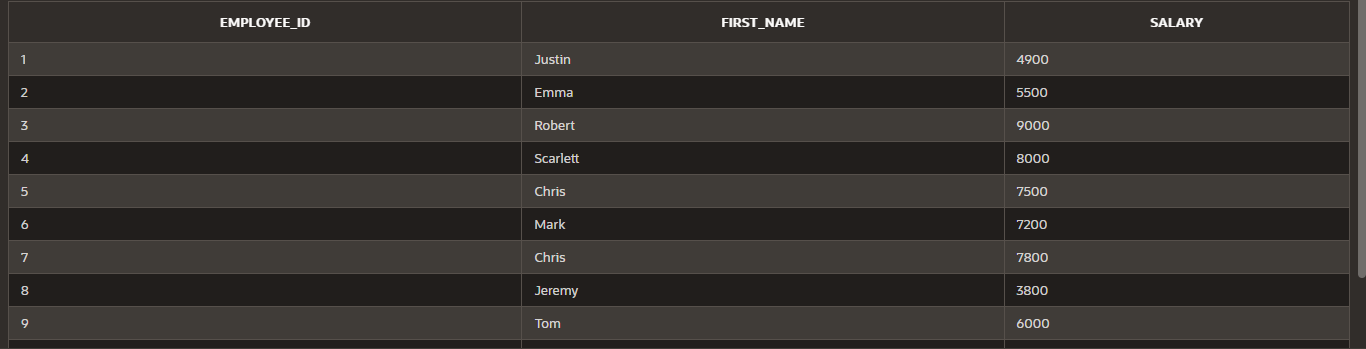 EMPLOYEE_ID FIRST_NAME SALARY
1 Justin 4900
2 Emma 5500
3 Robert 9000
4 Scarlett 8000
5 Chris 7500
6 Mark 7200
7 Chris 7800
8 Jeremy 3800
9 Tom 6000